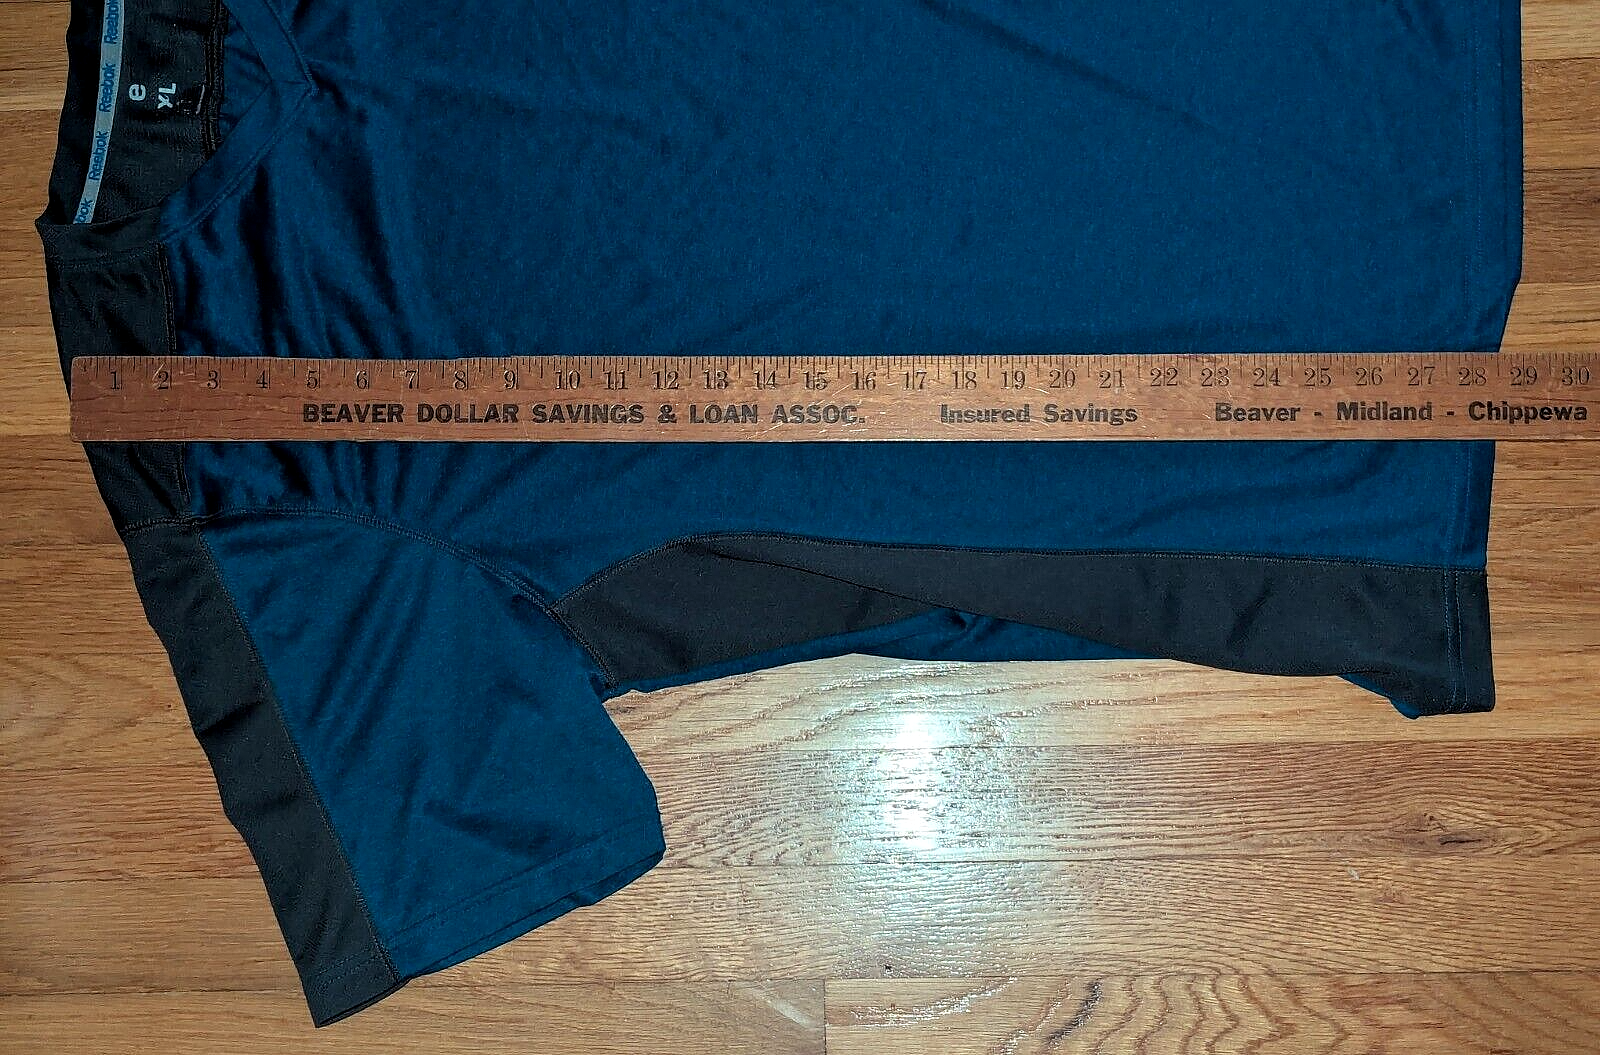 Reebok
Reebok
Reebok
bok
e
XL
1 2 3 4 5 6 7 8 9 10 11 12 13 14 15 16 17 18 19 20 21 22 23 24 25 26 27 28 29 30
BEAVER DOLLAR SAVINGS & LOAN ASSOC. Insured Savings Beaver - Midland - Chippewa